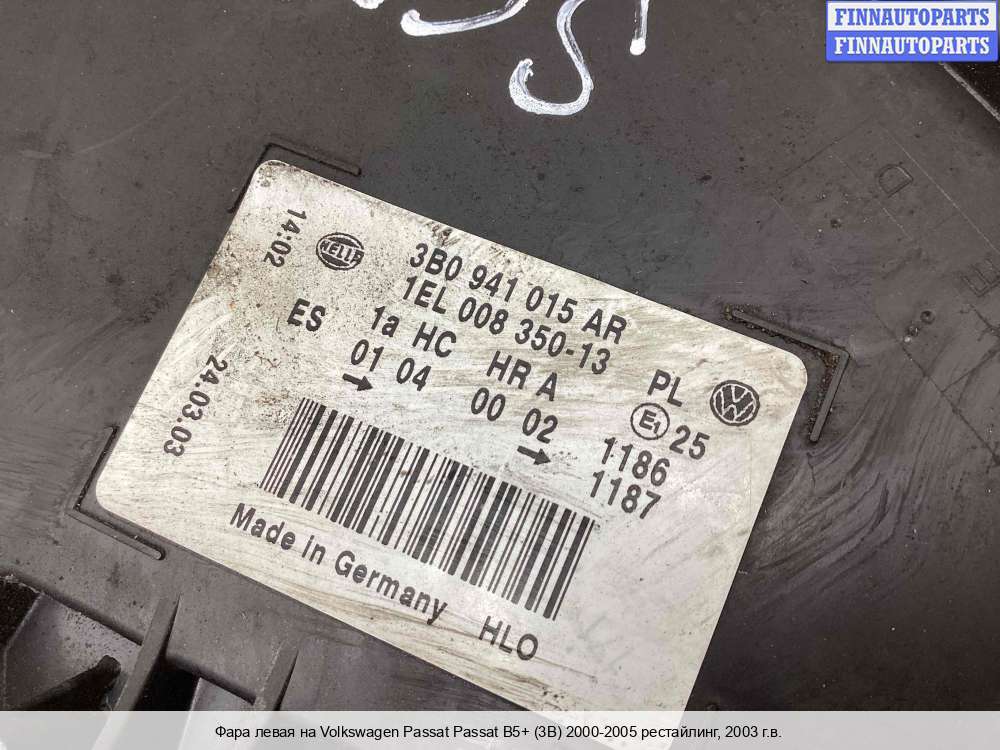 FINNAUTOPARTS
FINNAUTOPARTS
14:02
HELLA
3B0 941 015 AR
1EL 008 350-13
ES
1a HC HR A PL
01 04 00 02 E1 25
1186
1187
24.03.03
Made in Germany HLO
D
Фара левая на Volkswagen Passat Passat B5+ (3B) 2000-2005 рестайлинг, 2003 г.в.